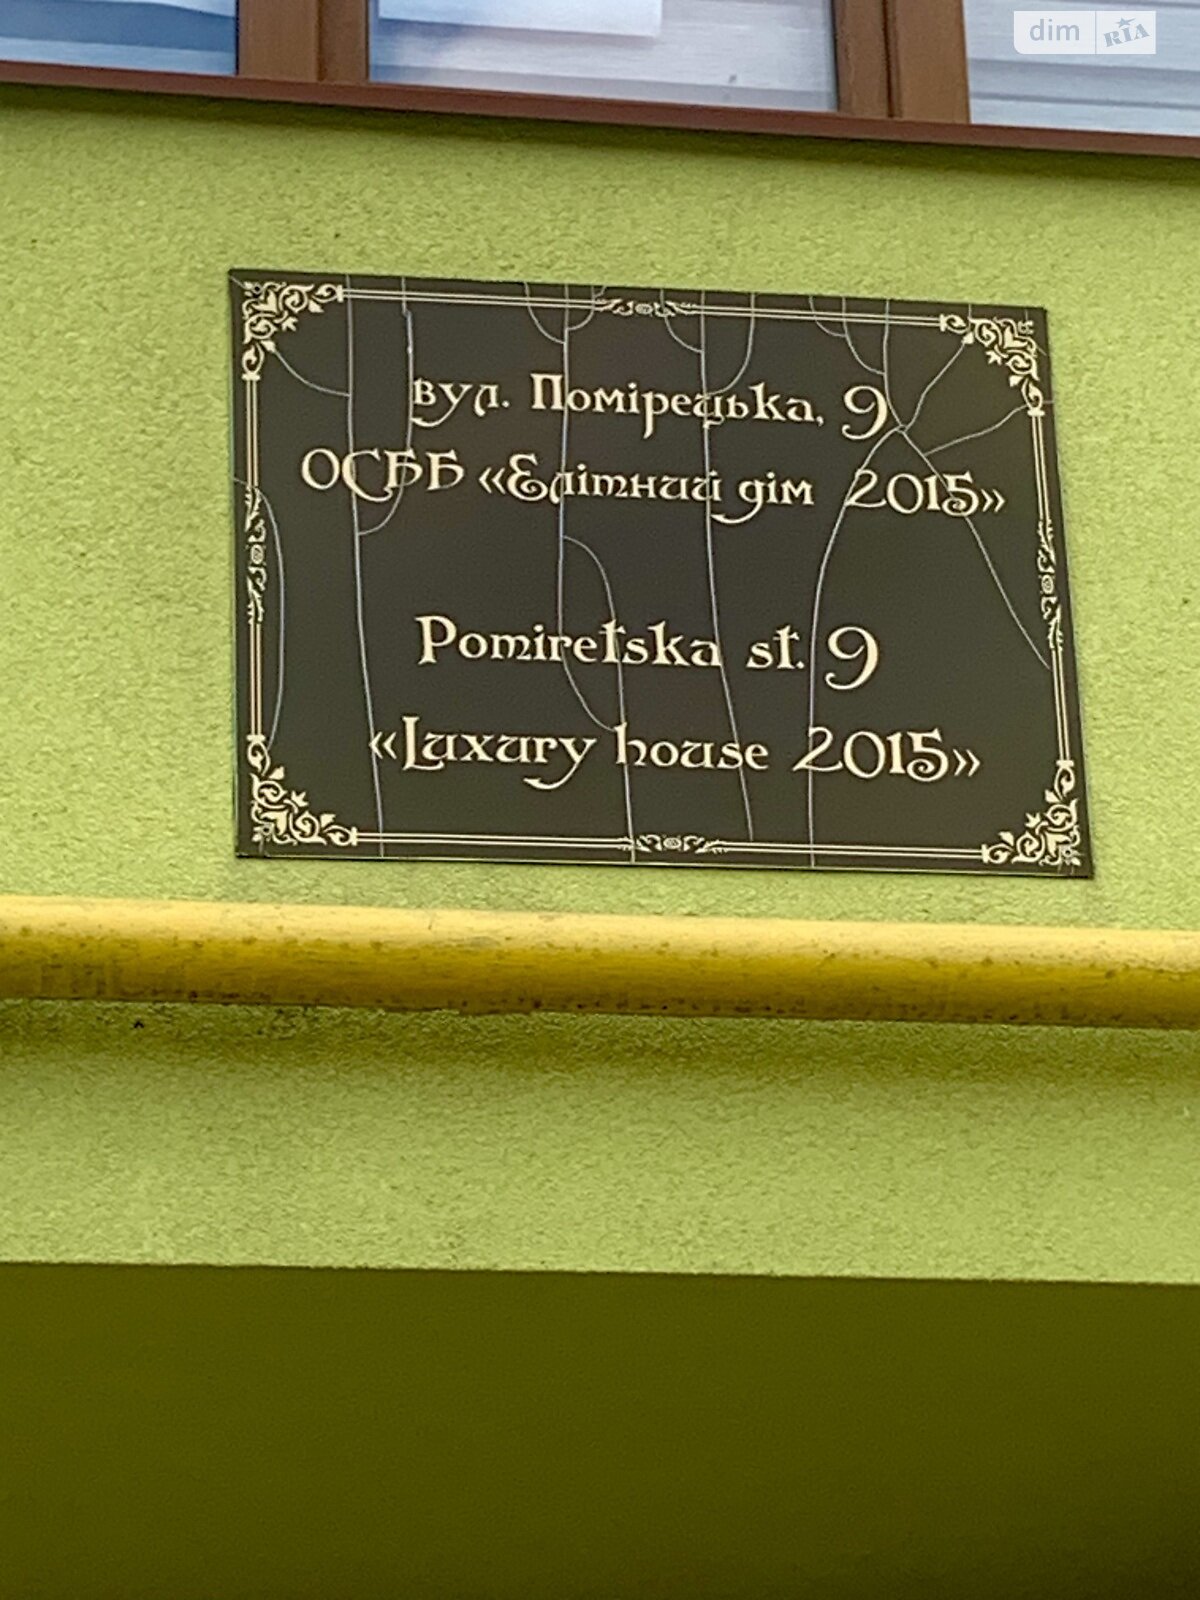 dim RIA
вул. Помірецька, 9
ОСББ «Елітний дім 2015»
Pomiretska st. 9
«Luxury house 2015»